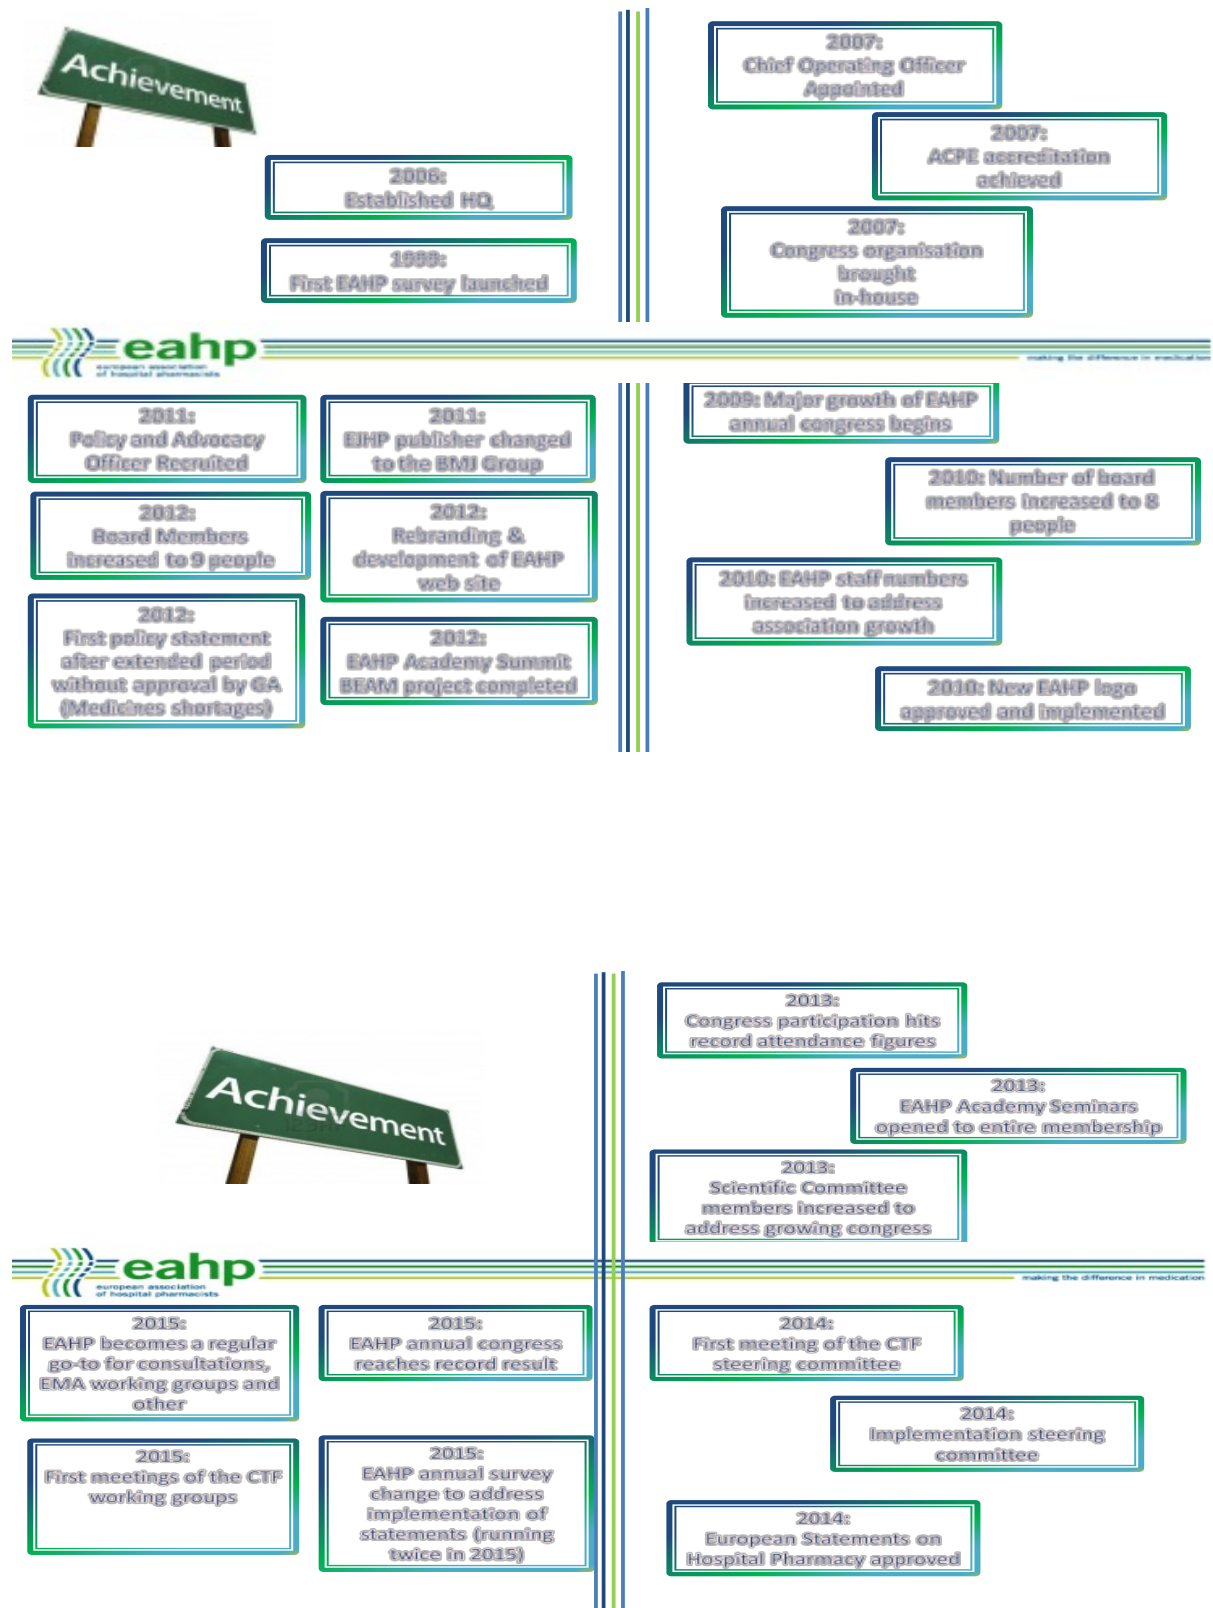 Achievement
2006:
Established HQ
1999:
First EAHP survey launched
2007:
Chief Operating Officer
Appointed
2007:
ACPE accreditation
achieved
2007:
Congress organisation
brought
in-house
eahp
european association
of hospital pharmacists
making the difference in medication
2011:
Policy and Advocacy
Officer Recruited
2011:
EJHP publisher changed
to the BMJ Group
2012:
Board Members
increased to 9 people
2012:
Rebranding &
development of EAHP
web site
2012:
First policy statement
after extended period
without approval by GA
(Medicines shortages)
2012:
EAHP Academy Summit
BEAM project completed
2009: Major growth of EAHP
annual congress begins
2010: Number of board
members increased to 8
people
2010: EAHP staff numbers
increased to address
association growth
2010: New EAHP logo
approved and implemented
Achievement
2013:
Congress participation hits
record attendance figures
2013:
EAHP Academy Seminars
opened to entire membership
2013:
Scientific Committee
members increased to
address growing congress
eahp
european association
of hospital pharmacists
making the difference in medication
2015:
EAHP becomes a regular
go-to for consultations,
EMA working groups and
other
2015:
EAHP annual congress
reaches record result
2015:
First meetings of the CTF
working groups
2015:
EAHP annual survey
change to address
implementation of
statements (running
twice in 2015)
2014:
First meeting of the CTF
steering committee
2014:
Implementation steering
committee
2014:
European Statements on
Hospital Pharmacy approved